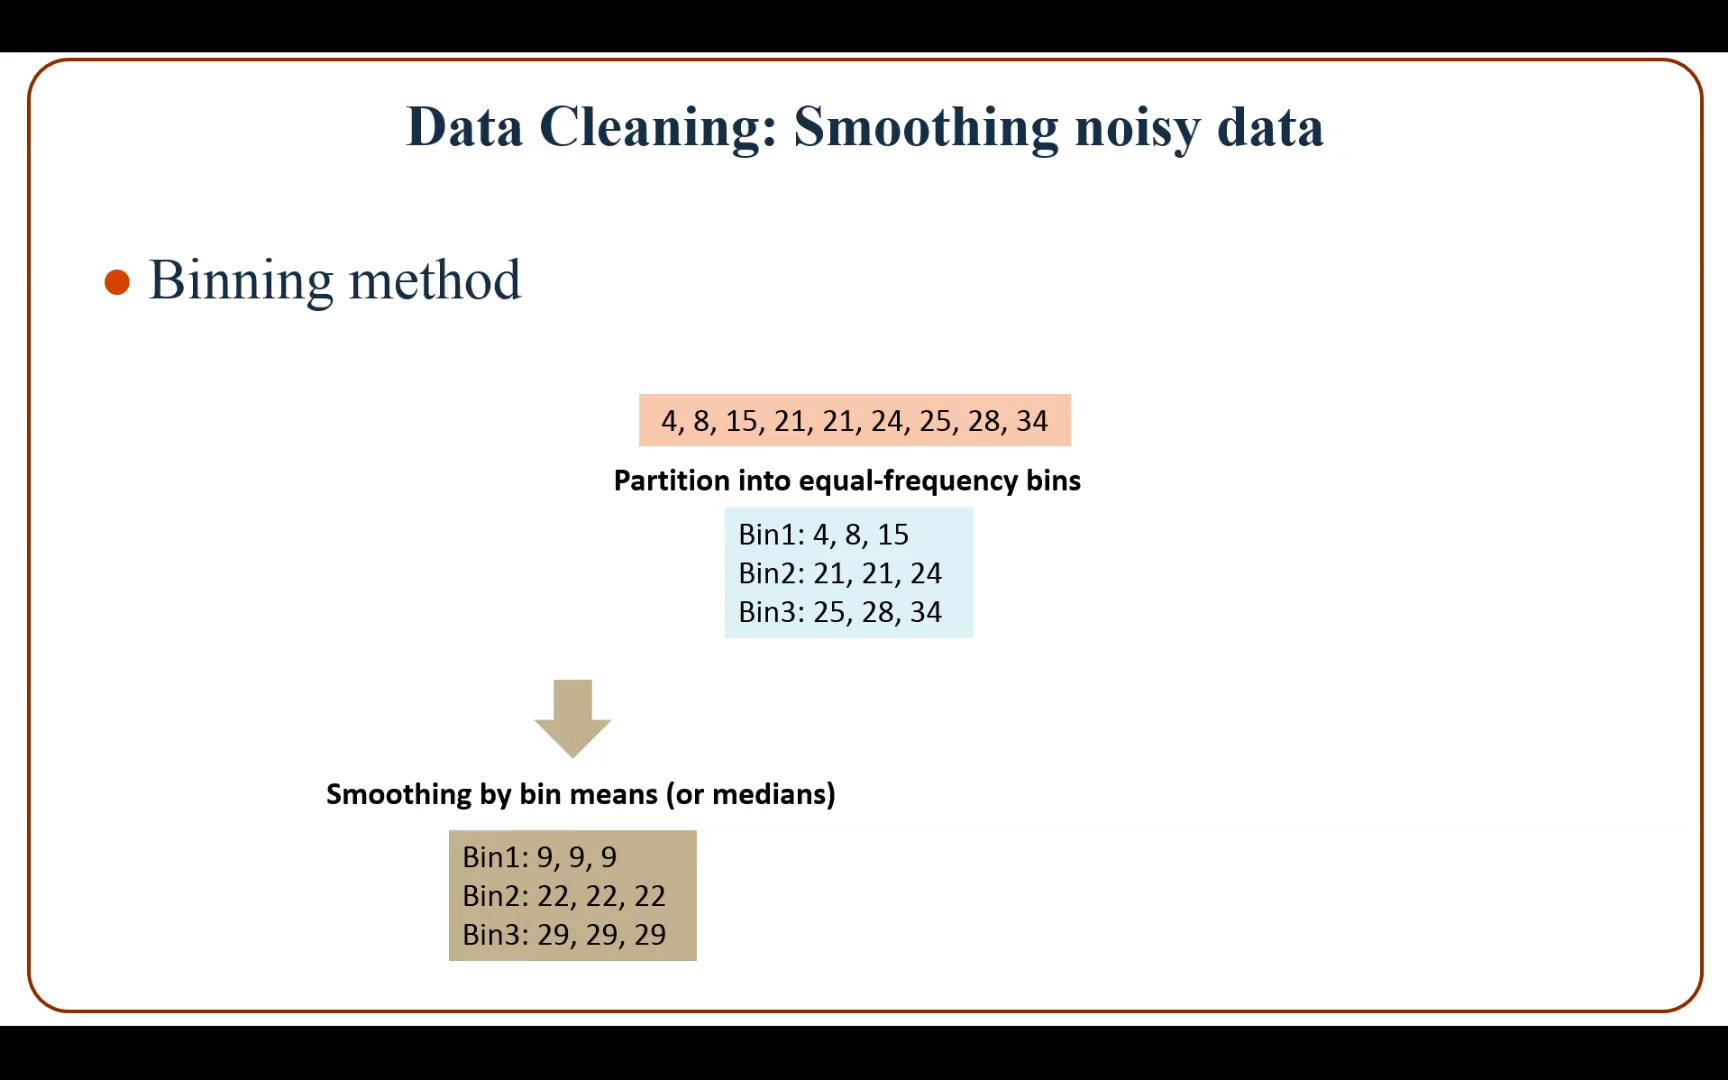 Data Cleaning: Smoothing noisy data
Binning method
4, 8, 15, 21, 21, 24, 25, 28, 34
Partition into equal-frequency bins
Bin1: 4, 8, 15
Bin2: 21, 21, 24
Bin3: 25, 28, 34
Smoothing by bin means (or medians)
Bin1: 9, 9, 9
Bin2: 22, 22, 22
Bin3: 29, 29, 29